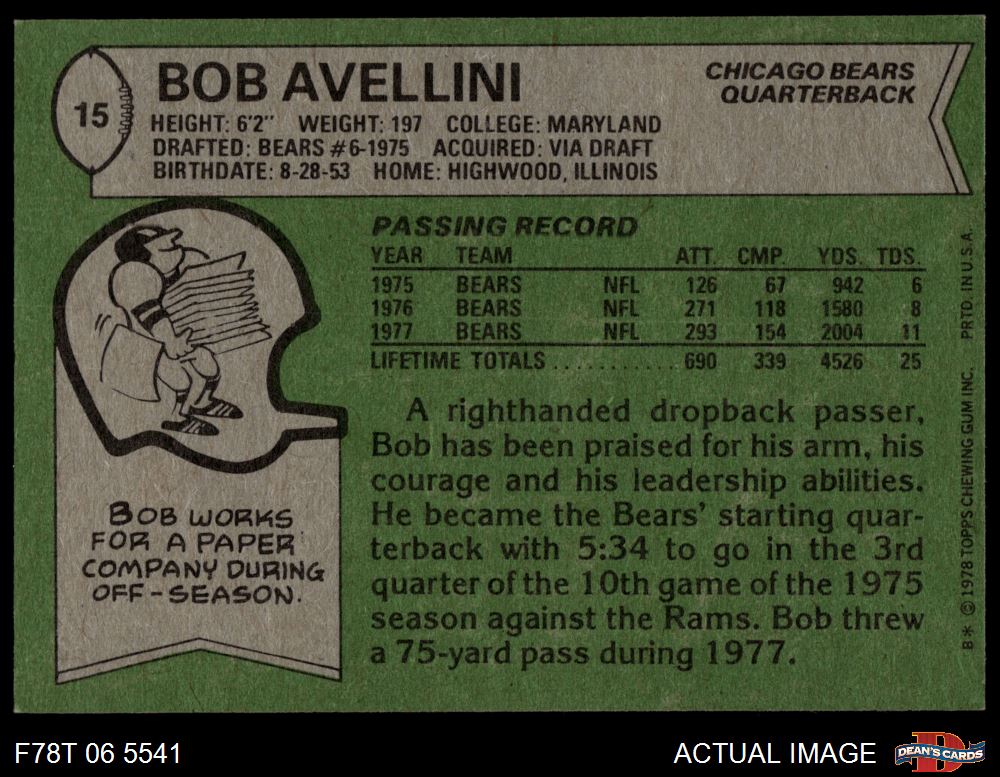 15
BOB AVELLINI
CHICAGO BEARS
QUARTERBACK
HEIGHT: 6'2" WEIGHT: 197 COLLEGE: MARYLAND
DRAFTED: BEARS #6-1975 ACQUIRED: VIA DRAFT
BIRTHDATE: 8-28-53 HOME: HIGHWOOD, ILLINOIS
PASSING RECORD
YEAR TEAM ATT. CMP. YDS. TDS.
1975 BEARS NFL 126 67 942 6
1976 BEARS NFL 271 118 1580 8
1977 BEARS NFL 293 154 2004 11
LIFETIME TOTALS . . . . . . . . . . . 690 339 4526 25
A righthanded dropback passer,
Bob has been praised for his arm, his
courage and his leadership abilities.
He became the Bears' starting quar-
terback with 5:34 to go in the 3rd
quarter of the 10th game of the 1975
season against the Rams. Bob threw
a 75-yard pass during 1977.
BOB WORKS
FOR A PAPER
COMPANY DURING
OFF-SEASON.
B* © 1978 TOPPS CHEWING GUM INC. PRTD. IN U.S.A.
F78T 06 5541
ACTUAL IMAGE
D
DEAN'S CARDS